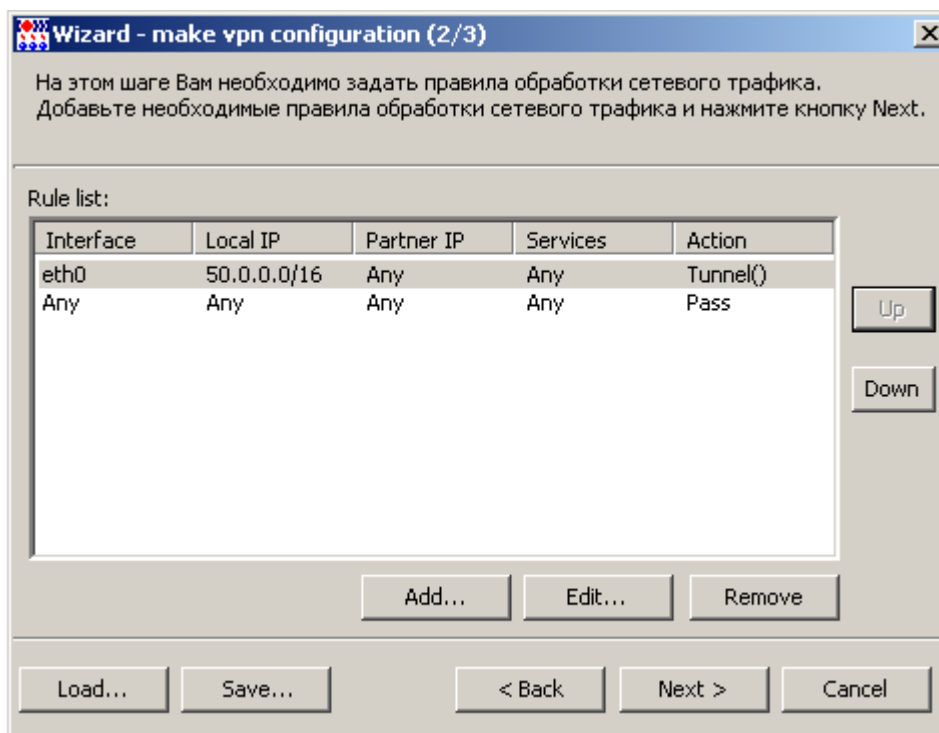 Wizard - make vpn configuration (2/3)
На этом шаге Вам необходимо задать правила обработки сетевого трафика.
Добавьте необходимые правила обработки сетевого трафика и нажмите кнопку Next.
Rule list:
Interface Local IP Partner IP Services Action
eth0 50.0.0.0/16 Any Any Tunnel()
Any Any Any Any Pass
Up
Down
Add... Edit... Remove
Load... Save... < Back Next > Cancel